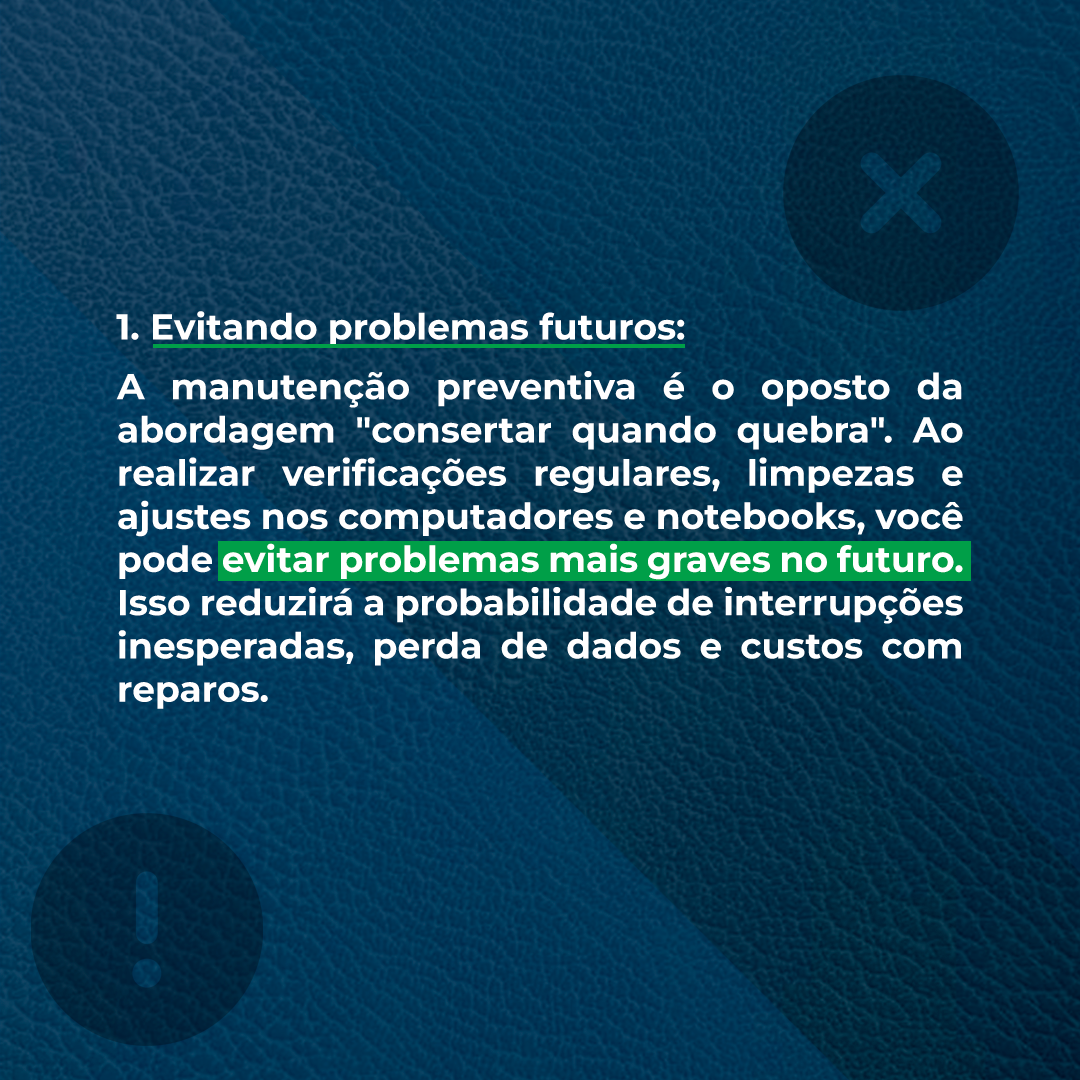 1. Evitando problemas futuros:
A manutenção preventiva é o oposto da
abordagem "consertar quando quebra". Ao
realizar verificações regulares, limpezas e
ajustes nos computadores e notebooks, você
pode evitar problemas mais graves no futuro.
Isso reduzirá a probabilidade de interrupções
inesperadas, perda de dados e custos com
reparos.